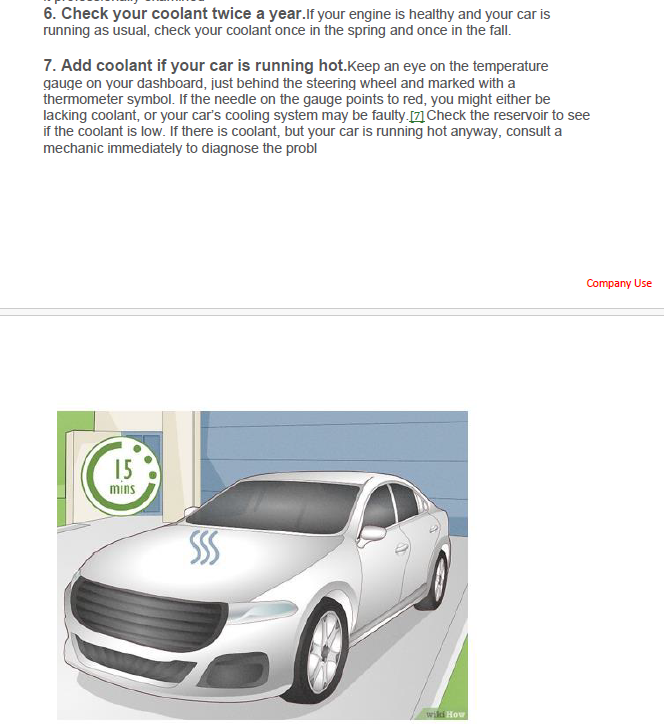 6. Check your coolant twice a year.If your engine is healthy and your car is
running as usual, check your coolant once in the spring and once in the fall.
7. Add coolant if your car is running hot.Keep an eye on the temperature
gauge on your dashboard, just behind the steering wheel and marked with a
thermometer symbol. If the needle on the gauge points to red, you might either be
lacking coolant, or your car's cooling system may be faulty.[7] Check the reservoir to see
if the coolant is low. If there is coolant, but your car is running hot anyway, consult a
mechanic immediately to diagnose the probl
Company Use
15
mins
wikiHow